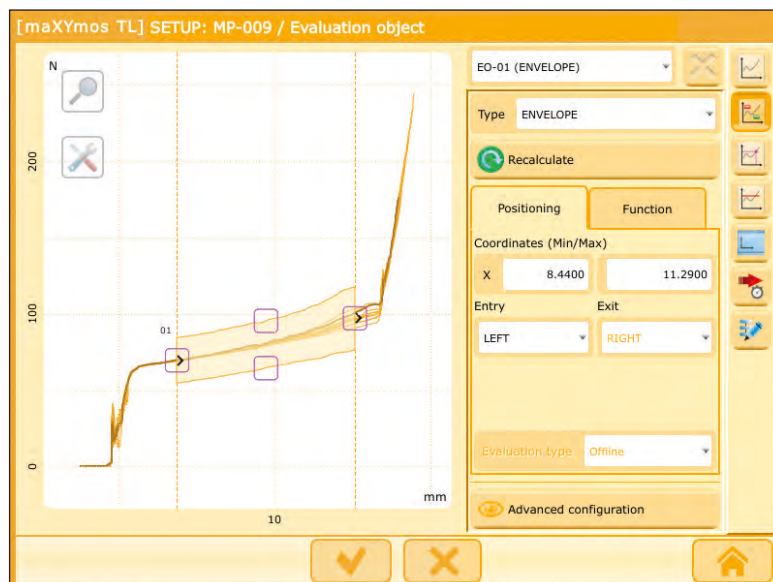 [maXYmos TL] SETUP: MP-009 / Evaluation object
N
200
100
0
01
mm
10
EO-01 (ENVELOPE)
Type ENVELOPE
Recalculate
Positioning Function
Coordinates (Min/Max)
X 8.4400 11.2900
Entry Exit
LEFT RIGHT
Evaluation type Offline
Advanced configuration